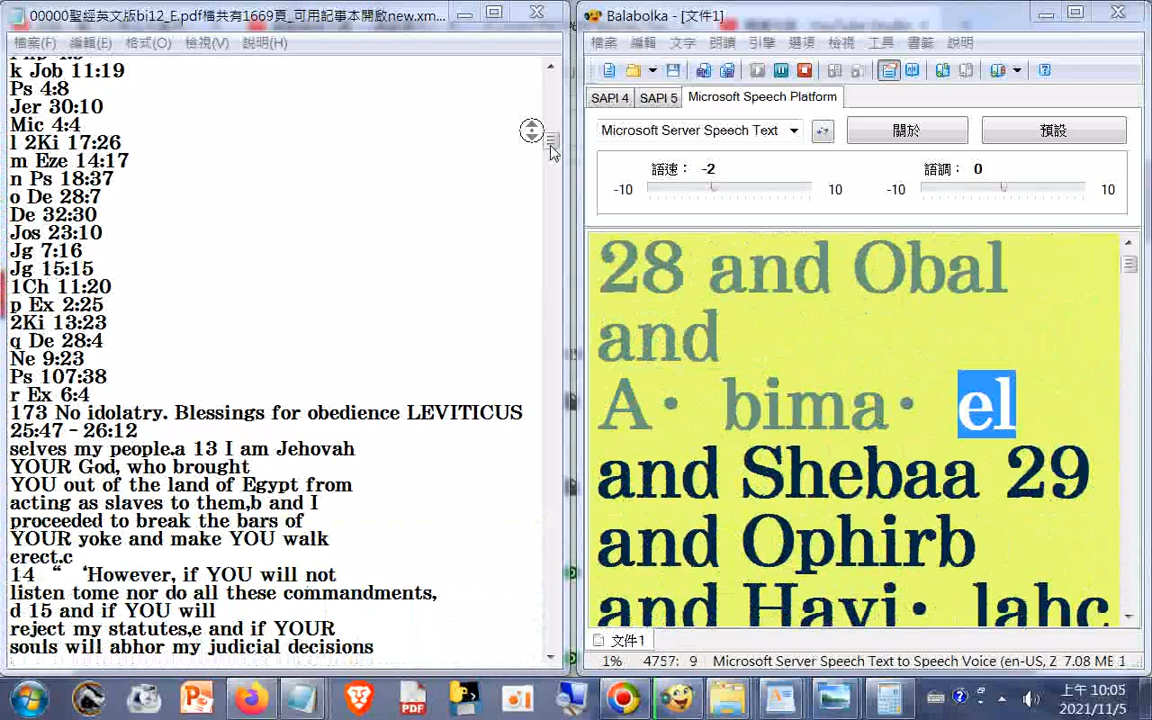 00000聖經英文版bi12_E.pdf檔共有1669頁_可用記事本開啟new.xm...
檔案(F) 編輯(E) 格式(O) 檢視(V) 說明(H)
k Job 11:19
Ps 4:8
Jer 30:10
Mic 4:4
l 2Ki 17:26
m Eze 14:17
n Ps 18:37
o De 28:7
De 32:30
Jos 23:10
Jg 7:16
Jg 15:15
1Ch 11:20
p Ex 2:25
2Ki 13:23
q De 28:4
Ne 9:23
Ps 107:38
r Ex 6:4
173 No idolatry. Blessings for obedience LEVITICUS
25:47 – 26:12
selves my people.a 13 I am Jehovah
YOUR God, who brought
YOU out of the land of Egypt from
acting as slaves to them,b and I
proceeded to break the bars of
YOUR yoke and make YOU walk
erect.c
14 “ ‘However, if YOU will not
listen tome nor do all these commandments,
d 15 and if YOU will
reject my statutes,e and if YOUR
souls will abhor my judicial decisions
Balabolka - [文件1]
檔案 編輯 文字 朗讀 引擎 選項 檢視 工具 書籤 說明
SAPI 4 SAPI 5 Microsoft Speech Platform
Microsoft Server Speech Text 關於 預設
語速： -2 語調： 0
-10 10 -10 10
28 and Obal
and
A· bima· el
and Shebaa 29
and Ophirb
and Havi· lahc
文件1
1% 4757: 9 Microsoft Server Speech Text to Speech Voice (en-US, Z 7.08 MB 1
PDF
上午 10:05
2021/11/5